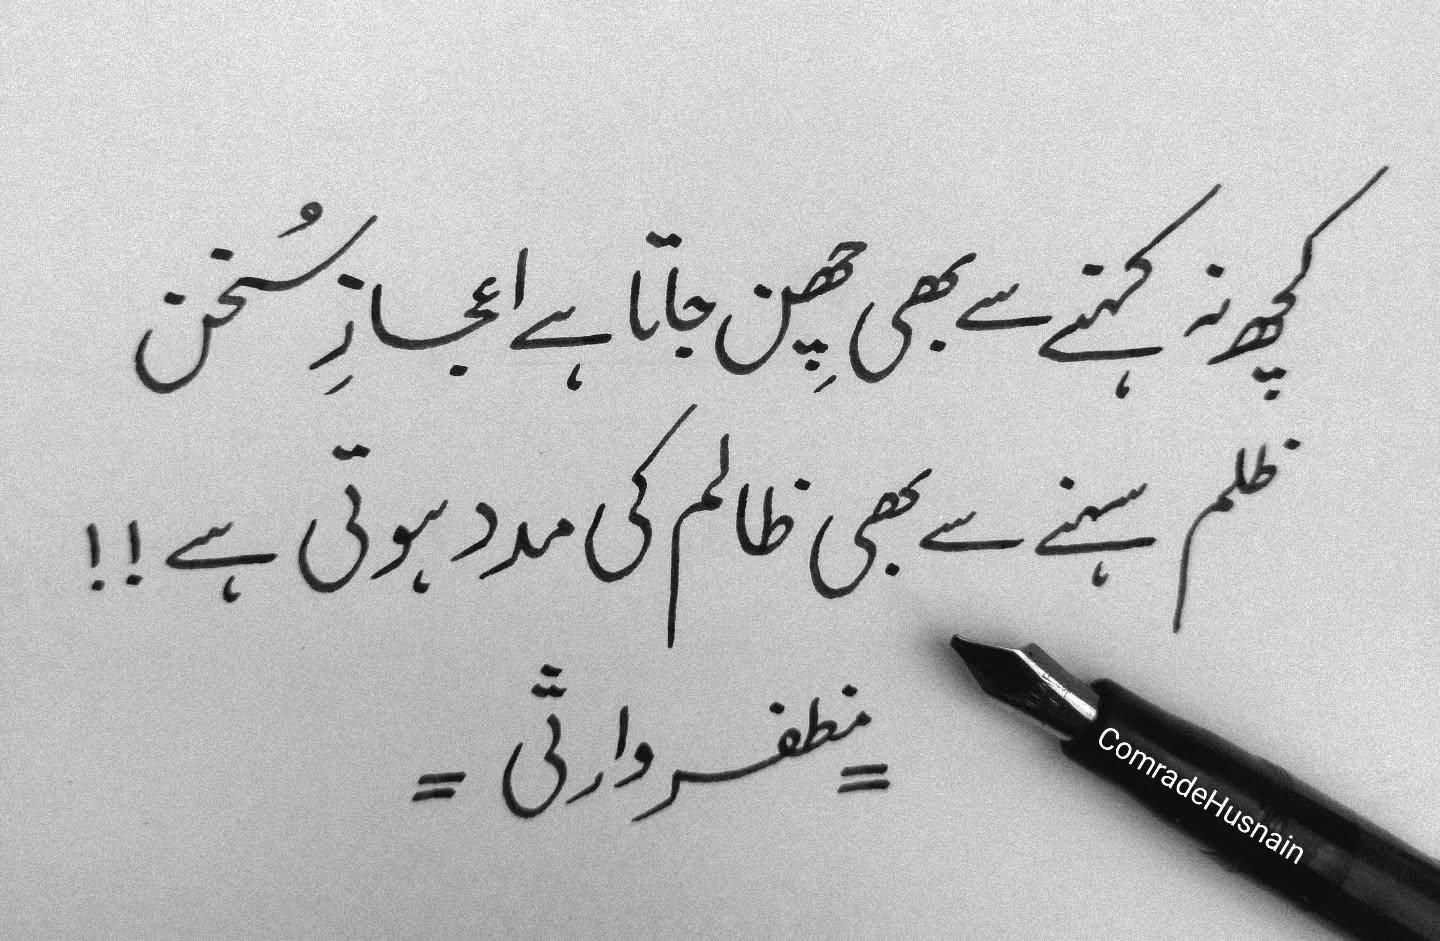 کچھ نہ کہنے سے بھی چھِن جاتا ہے اعجازِ سُخن
ظلم سہنے سے بھی ظالم کی مدد ہوتی ہے !!
= مظفر وارثی =
ComradeHusnain